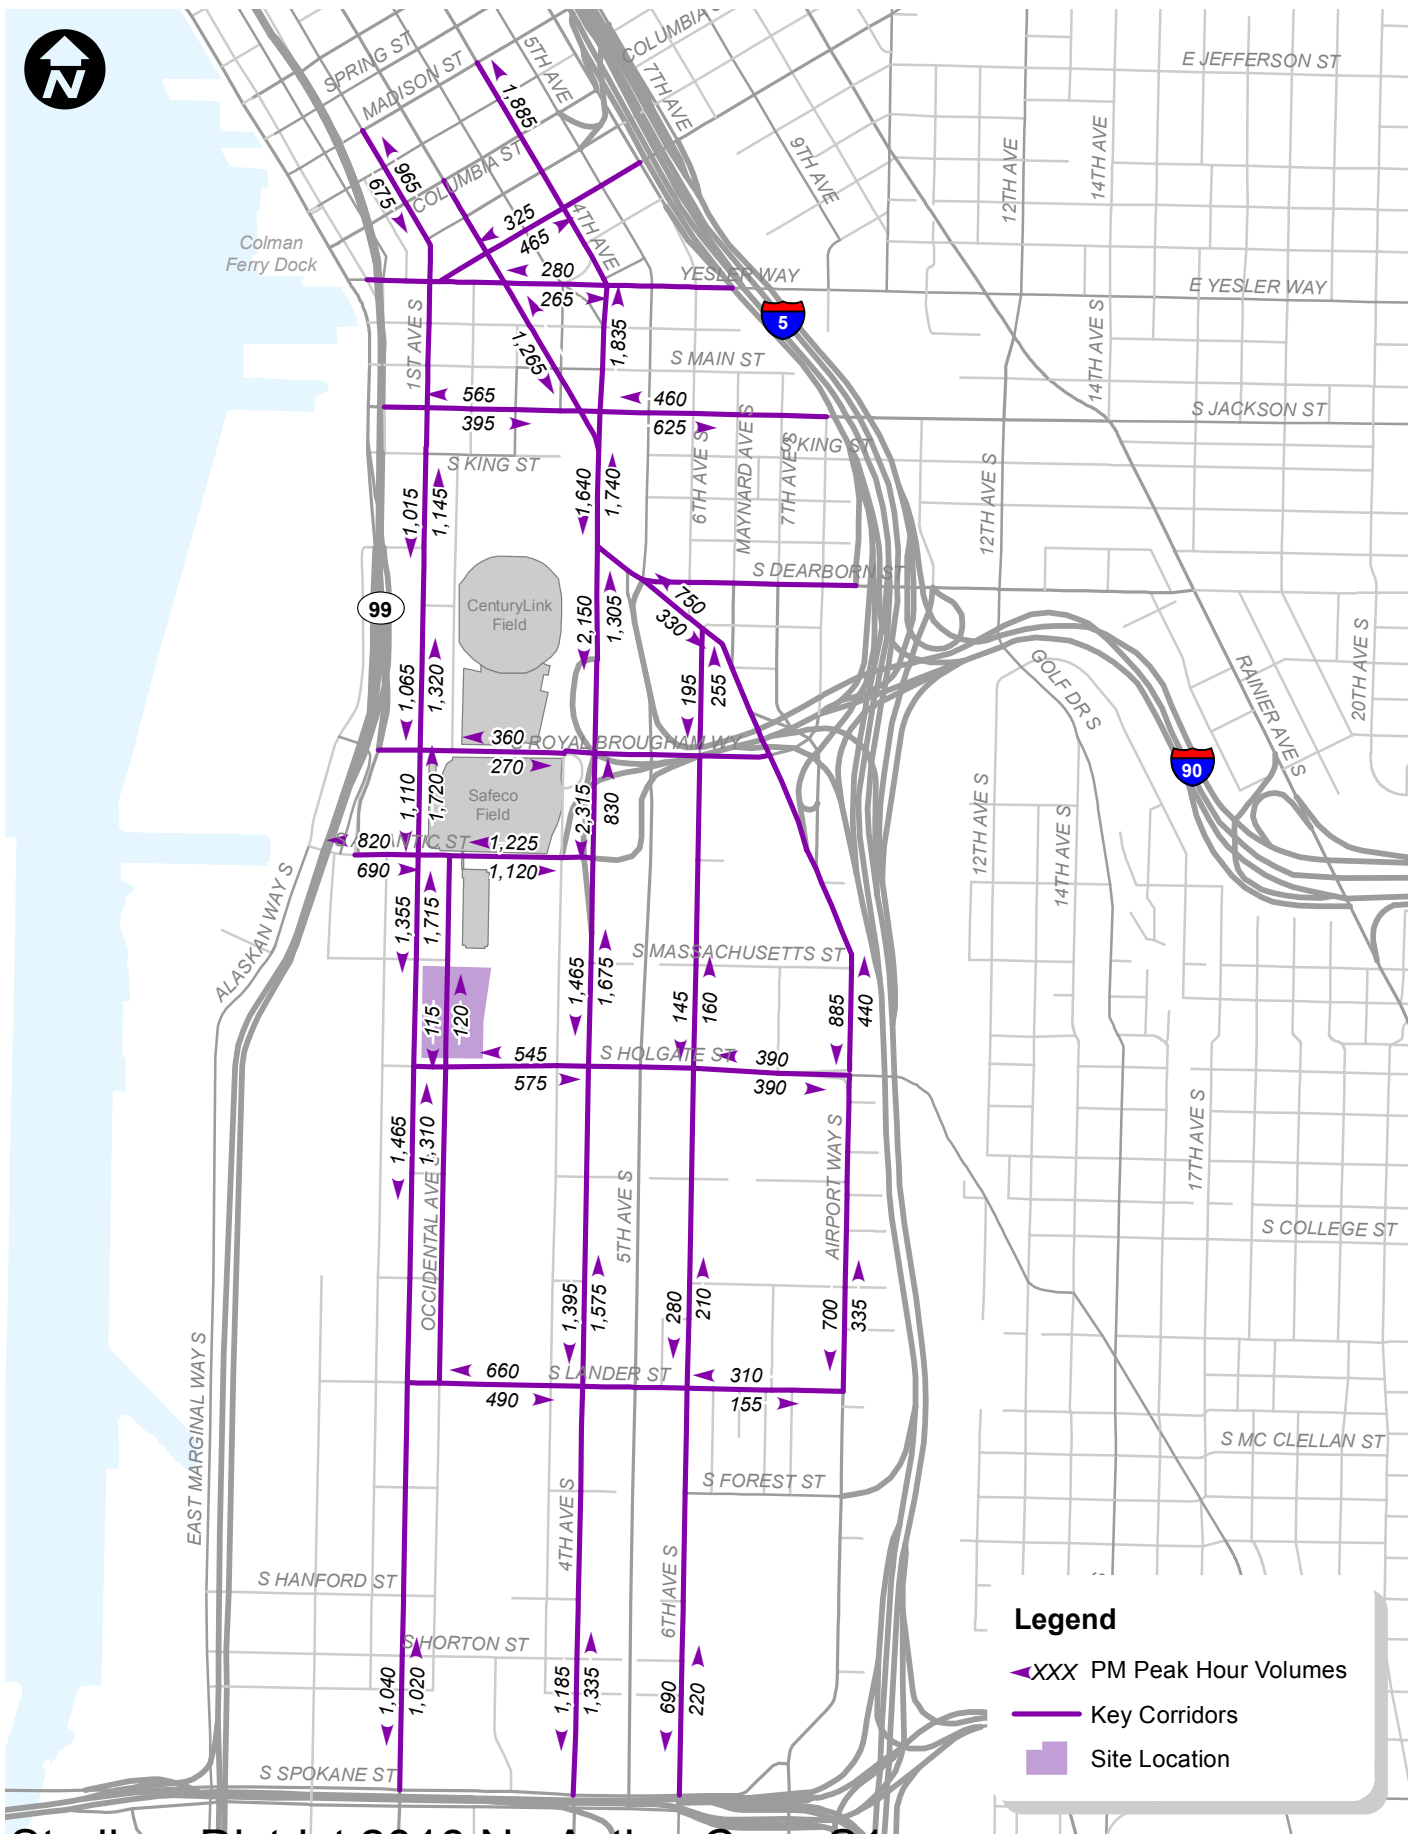 N
SPRING ST
MADISON ST
5TH AVE
7TH AVE
E JEFFERSON ST
1,885
14TH AVE
12TH AVE
9TH AVE
965
675
COLUMBIA ST
325
465
4TH AVE
Colman
Ferry Dock
280
265
YESLER WAY
E YESLER WAY
5
1ST AVE S
1,265
1,835
S MAIN ST
14TH AVE S
565
395
460
625
S JACKSON ST
S KING ST
S KING ST
6TH AVE S
MAYNARD AVE S
7TH AVE S
12TH AVE S
1,015
1,145
1,640
1,740
S DEARBORN ST
99
CenturyLink
Field
2,150
1,305
750
330
1,065
1,320
195
255
GOLF DR S
RAINIER AVE S
20TH AVE S
360
270
S ROYAL BROUGHAM WY
90
1,110
1,720
Safeco
Field
2,315
830
12TH AVE S
14TH AVE S
820
690
1,225
1,120
ALASKAN WAY S
1,355
1,715
S MASSACHUSETTS ST
1,465
1,675
145
160
885
440
115
120
545
575
S HOLGATE ST
390
390
1,465
1,310
OCCIDENTAL AVE S
5TH AVE S
AIRPORT WAY S
17TH AVE S
S COLLEGE ST
1,395
1,575
280
210
700
335
EAST MARGINAL WAY S
660
490
S LANDER ST
310
155
S MC CLELLAN ST
S FOREST ST
4TH AVE S
6TH AVE S
S HANFORD ST
S HORTON ST
1,040
1,020
1,185
1,335
690
220
S SPOKANE ST
Legend
XXX PM Peak Hour Volumes
Key Corridors
Site Location